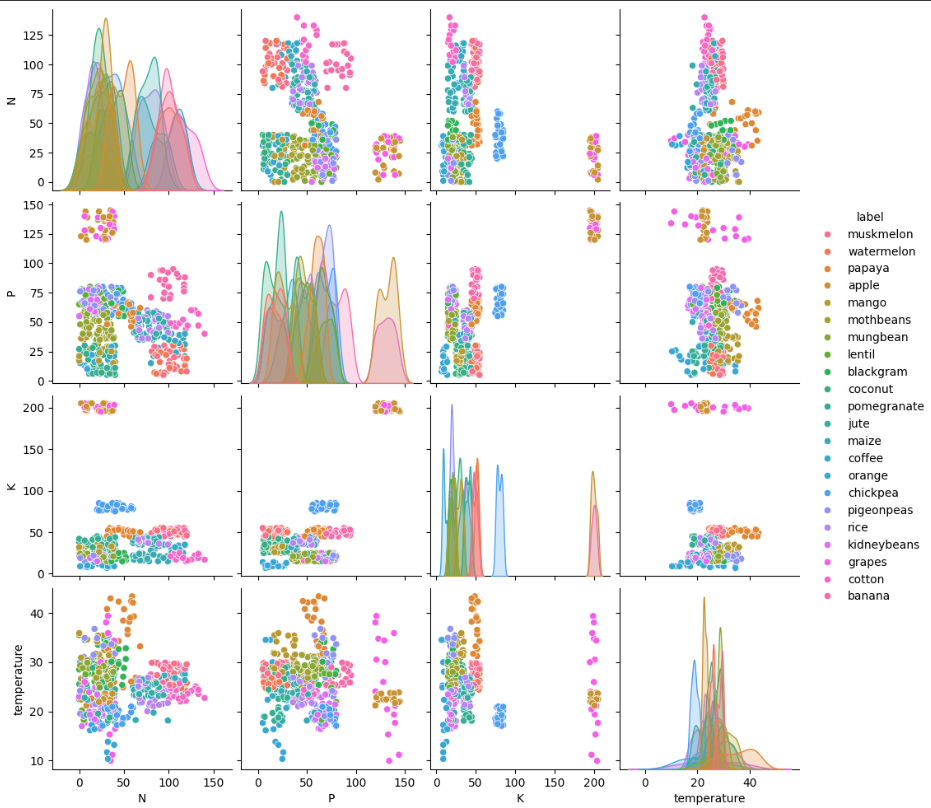 125
100
75
50
25
0
N
0 50 100 150
0 50 100 150
0 50 100 150 200
0 20 40
150
125
100
75
50
25
0
P
label
muskmelon
watermelon
papaya
apple
mango
mothbeans
mungbean
lentil
blackgram
coconut
pomegranate
jute
maize
coffee
orange
chickpea
pigeonpeas
rice
kidneybeans
grapes
cotton
banana
200
150
100
50
0
K
40
30
20
10
temperature
N P K temperature